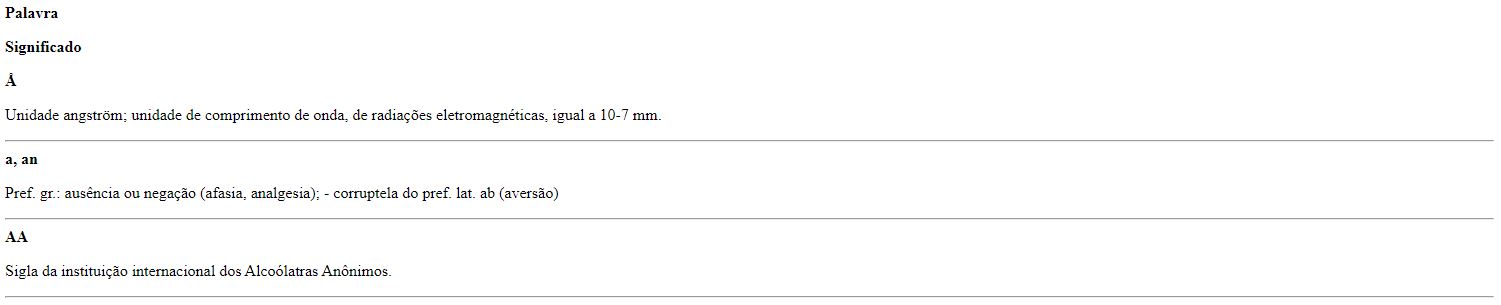 Palavra
Significado
Å
Unidade angström; unidade de comprimento de onda, de radiações eletromagnéticas, igual a 10-7 mm.
a, an
Pref. gr.: ausência ou negação (afasia, analgesia); - corruptela do pref. lat. ab (aversão)
AA
Sigla da instituição internacional dos Alcoólatras Anônimos.